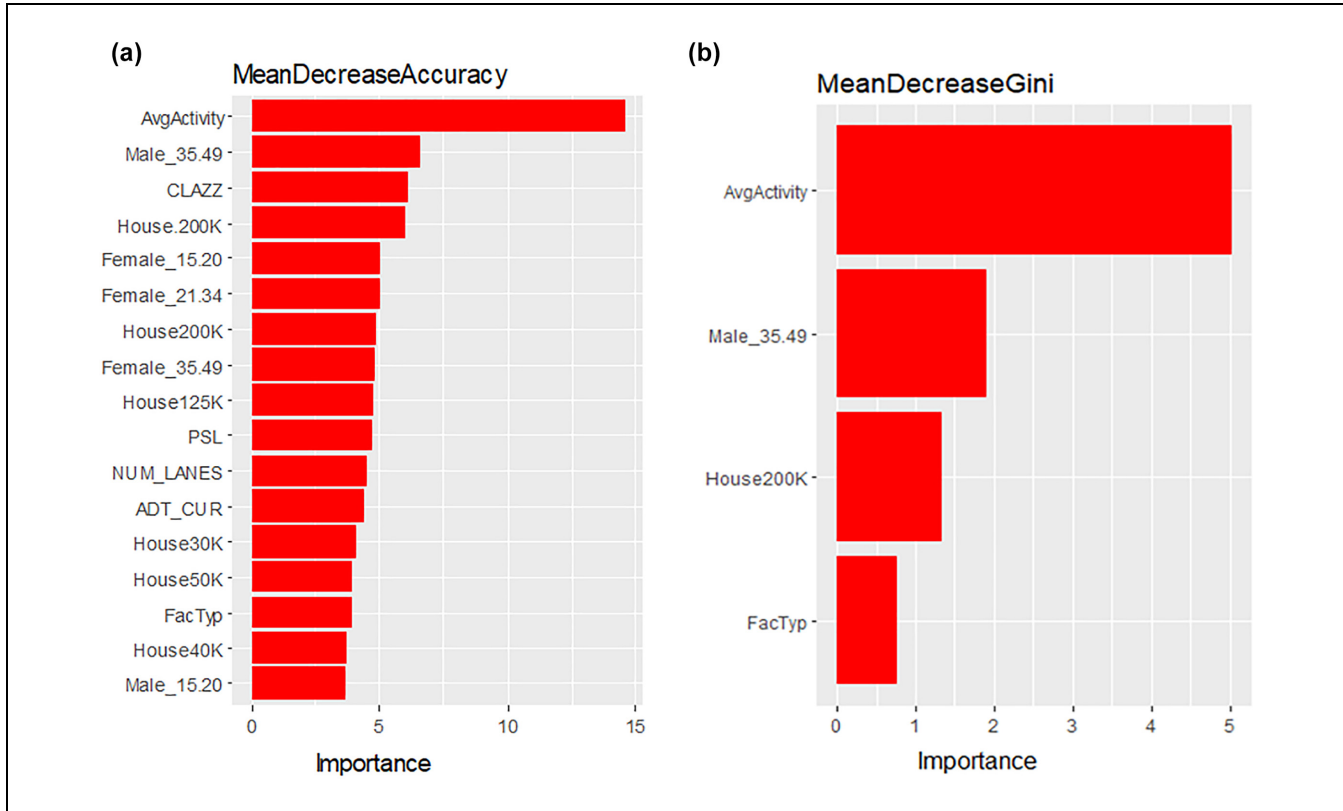 (a)
MeanDecreaseAccuracy
AvgActivity
Male_35.49
CLAZZ
House.200K
Female_15.20
Female_21.34
House200K
Female_35.49
House125K
PSL
NUM_LANES
ADT_CUR
House30K
House50K
FacTyp
House40K
Male_15.20
0 5 10 15
Importance
(b)
MeanDecreaseGini
AvgActivity
Male_35.49
House200K
FacTyp
0 1 2 3 4 5
Importance